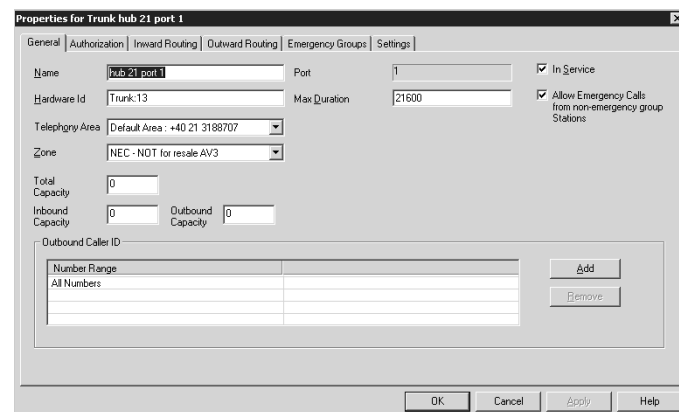 Properties for Trunk hub 21 port 1
General Authorization Inward Routing Outward Routing Emergency Groups Settings
Name hub 21 port 1 Port 1 In Service
Hardware Id Trunk:13 Max Duration 21600 Allow Emergency Calls
from non-emergency group
Stations
Telephony Area Default Area : +40 21 3188707
Zone NEC - NOT for resale AV3
Total
Capacity 0
Inbound
Capacity 0 Outbound
Capacity 0
Outbound Caller ID
Number Range Add
All Numbers
Remove
OK Cancel Apply Help